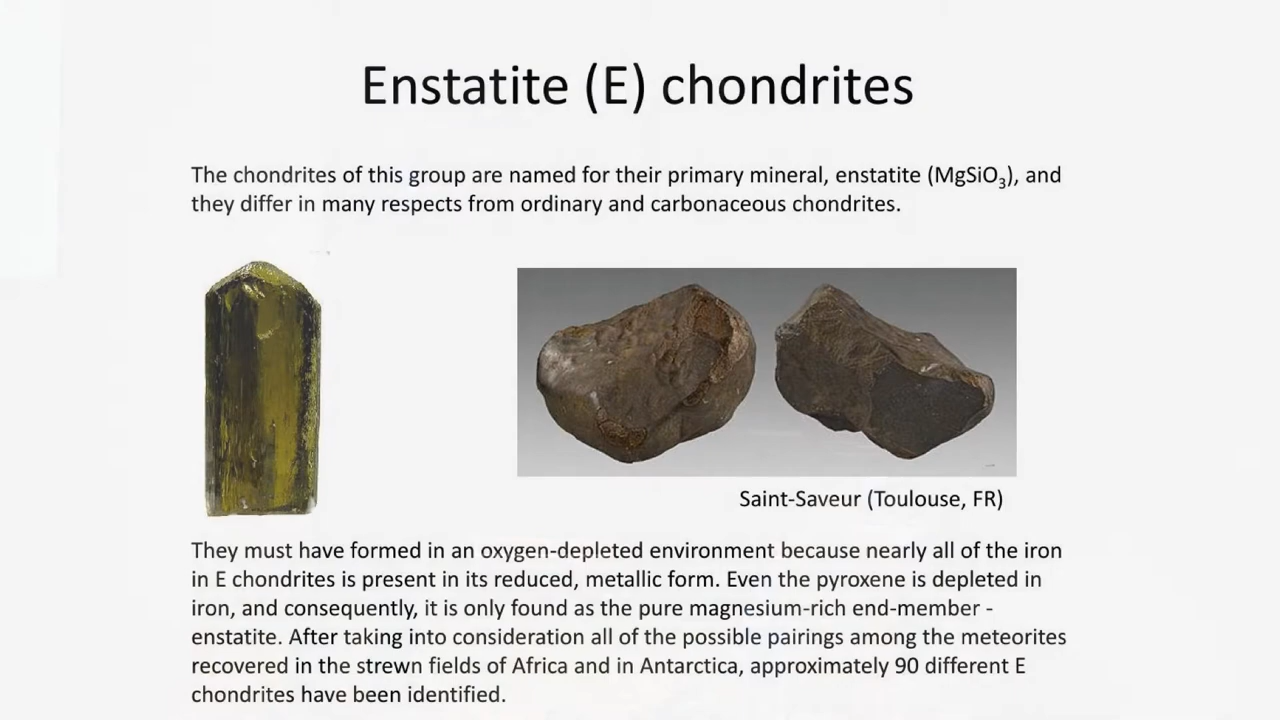 Enstatite (E) chondrites
The chondrites of this group are named for their primary mineral, enstatite (MgSiO₃), and
they differ in many respects from ordinary and carbonaceous chondrites.
Saint-Saveur (Toulouse, FR)
They must have formed in an oxygen-depleted environment because nearly all of the iron
in E chondrites is present in its reduced, metallic form. Even the pyroxene is depleted in
iron, and consequently, it is only found as the pure magnesium-rich end-member -
enstatite. After taking into consideration all of the possible pairings among the meteorites
recovered in the strewn fields of Africa and in Antarctica, approximately 90 different E
chondrites have been identified.